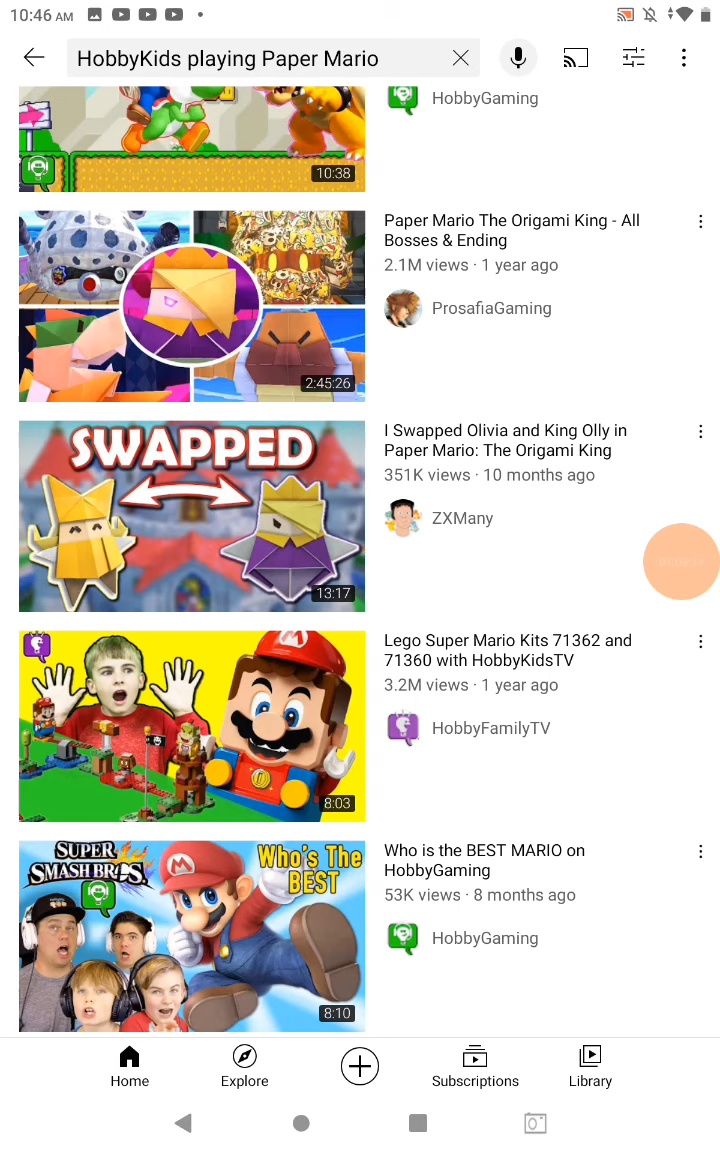 10:46 AM
HobbyKids playing Paper Mario
HobbyGaming
10:38
Paper Mario The Origami King - All
Bosses & Ending
2.1M views · 1 year ago
ProsafiaGaming
2:45:26
SWAPPED
I Swapped Olivia and King Olly in
Paper Mario: The Origami King
351K views · 10 months ago
ZXMany
13:17
Lego Super Mario Kits 71362 and
71360 with HobbyKidsTV
3.2M views · 1 year ago
HobbyFamilyTV
M
8:03
SUPER
SMASH BROS.
WHO'S THE
BEST
M
Who is the BEST MARIO on
HobbyGaming
53K views · 8 months ago
HobbyGaming
8:10
Home
Explore
Subscriptions
Library